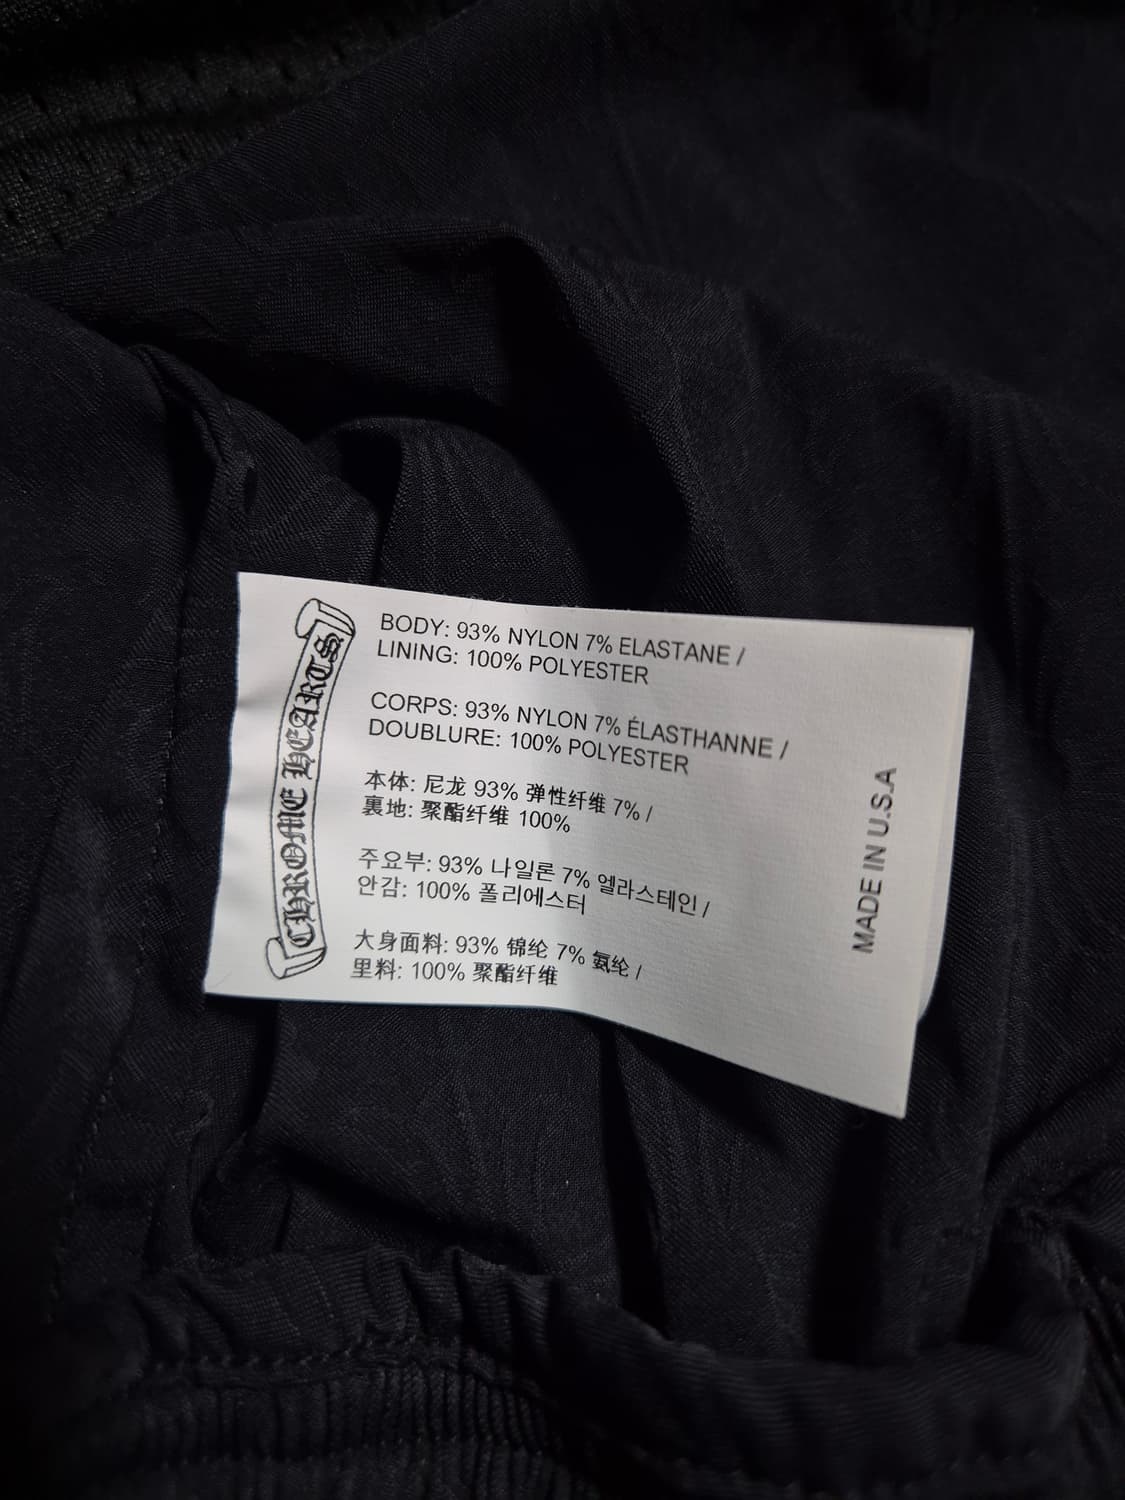 CHROME HEARTS
BODY: 93% NYLON 7% ELASTANE /
LINING: 100% POLYESTER
CORPS: 93% NYLON 7% ÉLASTHANNE /
DOUBLURE: 100% POLYESTER
本体: 尼龙 93% 弹性纤维 7% /
裏地: 聚酯纤维 100%
주요부: 93% 나일론 7% 엘라스테인 /
안감: 100% 폴리에스터
大身面料: 93% 锦纶 7% 氨纶 /
里料: 100% 聚酯纤维
MADE IN U.S.A